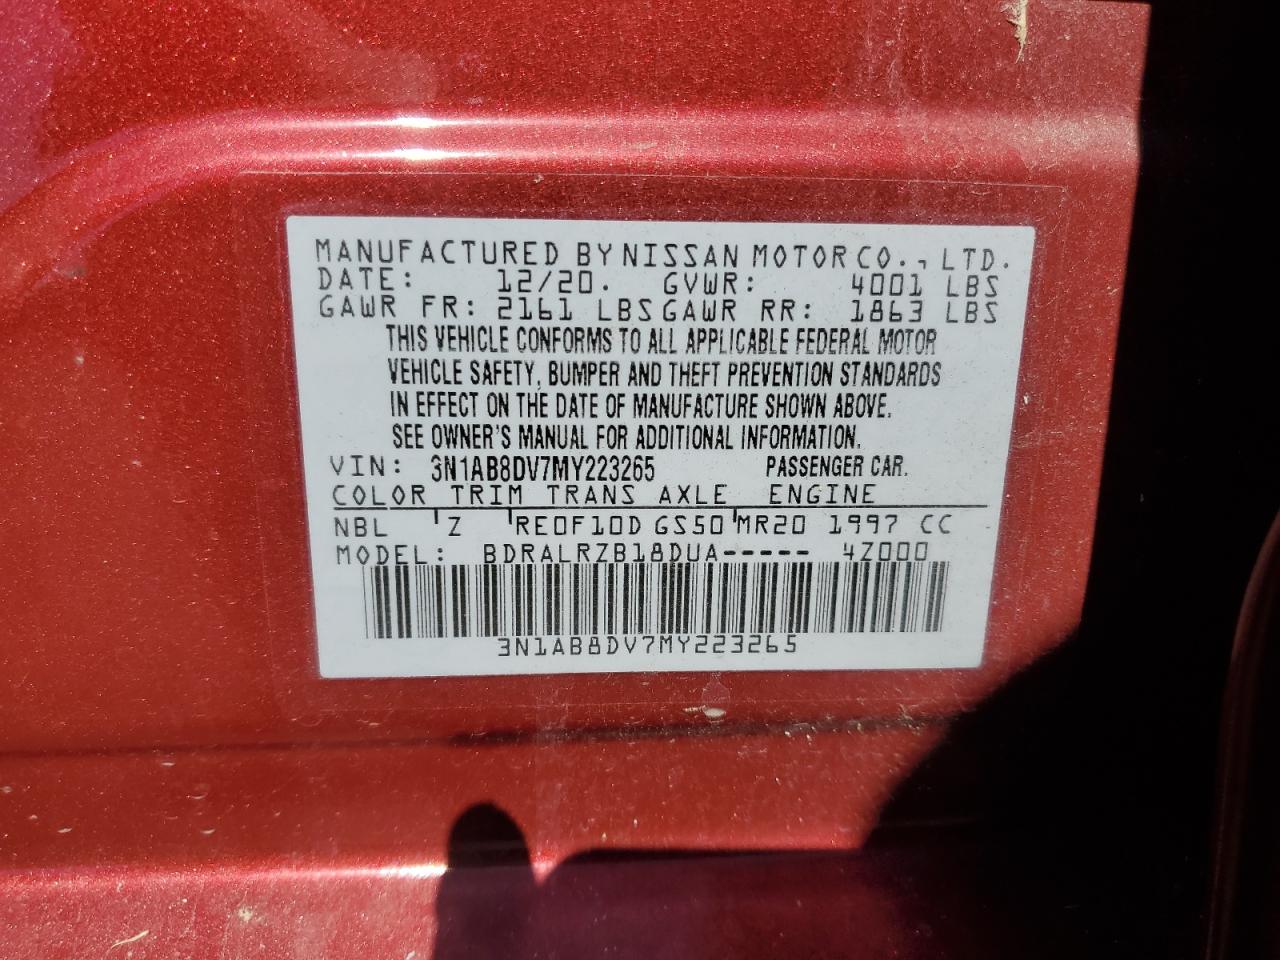 MANUFACTURED BY NISSAN MOTOR CO., LTD.
DATE: 12/20. GVWR: 4001 LBS
GAWR FR: 2161 LBS GAWR RR: 1863 LBS
THIS VEHICLE CONFORMS TO ALL APPLICABLE FEDERAL MOTOR
VEHICLE SAFETY, BUMPER AND THEFT PREVENTION STANDARDS
IN EFFECT ON THE DATE OF MANUFACTURE SHOWN ABOVE.
SEE OWNER'S MANUAL FOR ADDITIONAL INFORMATION.
VIN: 3N1AB8DV7MY223265 PASSENGER CAR.
COLOR TRIM TRANS AXLE ENGINE
NBL Z RE0F10D GS50 MR20 1997 CC
MODEL: BDRALRZB18DUA----- 4Z000
3N1AB8DV7MY223265